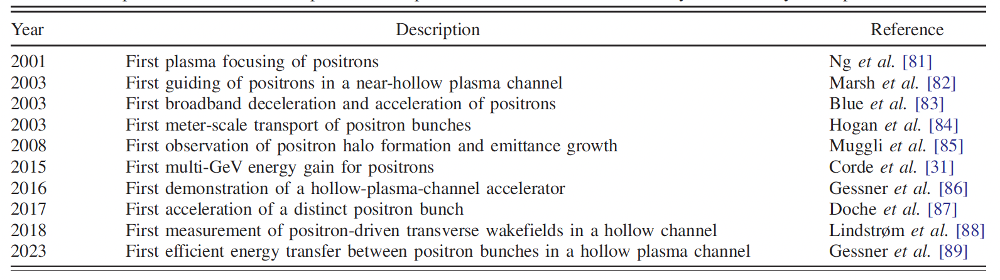 Year Description Reference
2001 First plasma focusing of positrons Ng et al. [81]
2003 First guiding of positrons in a near-hollow plasma channel Marsh et al. [82]
2003 First broadband deceleration and acceleration of positrons Blue et al. [83]
2003 First meter-scale transport of positron bunches Hogan et al. [84]
2008 First observation of positron halo formation and emittance growth Muggli et al. [85]
2015 First multi-GeV energy gain for positrons Corde et al. [31]
2016 First demonstration of a hollow-plasma-channel accelerator Gessner et al. [86]
2017 First acceleration of a distinct positron bunch Doche et al. [87]
2018 First measurement of positron-driven transverse wakefields in a hollow channel Lindstrøm et al. [88]
2023 First efficient energy transfer between positron bunches in a hollow plasma channel Gessner et al. [89]